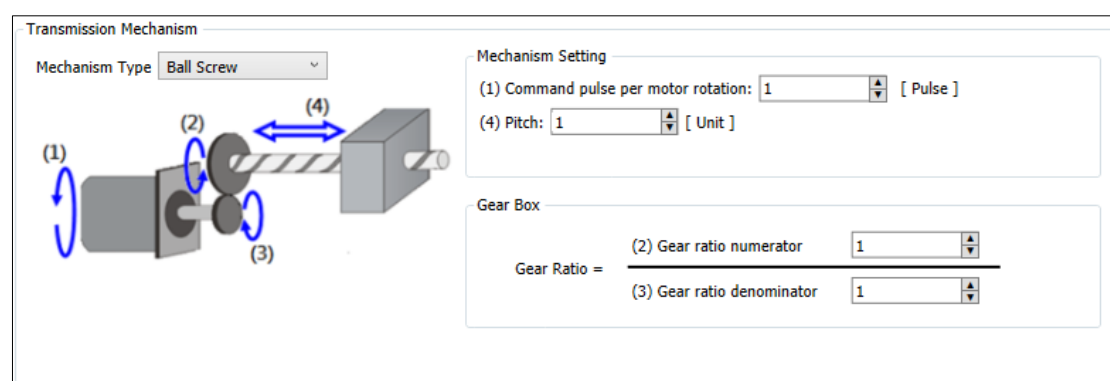 Transmission Mechanism
Mechanism Type Ball Screw
(1)
(2)
(4)
(3)
Mechanism Setting
(1) Command pulse per motor rotation: 1 [ Pulse ]
(4) Pitch: 1 [ Unit ]
Gear Box
Gear Ratio =
(2) Gear ratio numerator 1
(3) Gear ratio denominator 1